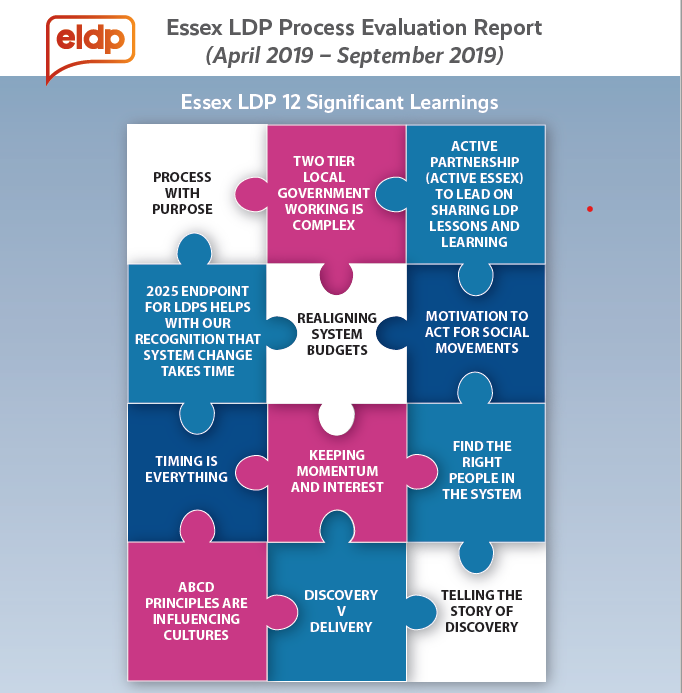 eldp
Essex LDP Process Evaluation Report
(April 2019 – September 2019)
Essex LDP 12 Significant Learnings
PROCESS
WITH
PURPOSE
TWO TIER
LOCAL
GOVERNMENT
WORKING IS
COMPLEX
ACTIVE
PARTNERSHIP
(ACTIVE ESSEX)
TO LEAD ON
SHARING LDP
LESSONS AND
LEARNING
2025 ENDPOINT
FOR LDPS HELPS
WITH OUR
RECOGNITION THAT
SYSTEM CHANGE
TAKES TIME
REALIGNING
SYSTEM
BUDGETS
MOTIVATION TO
ACT FOR SOCIAL
MOVEMENTS
TIMING IS
EVERYTHING
KEEPING
MOMENTUM
AND INTEREST
FIND THE
RIGHT
PEOPLE IN
THE SYSTEM
ABCD
PRINCIPLES ARE
INFLUENCING
CULTURES
DISCOVERY
V
DELIVERY
TELLING THE
STORY OF
DISCOVERY